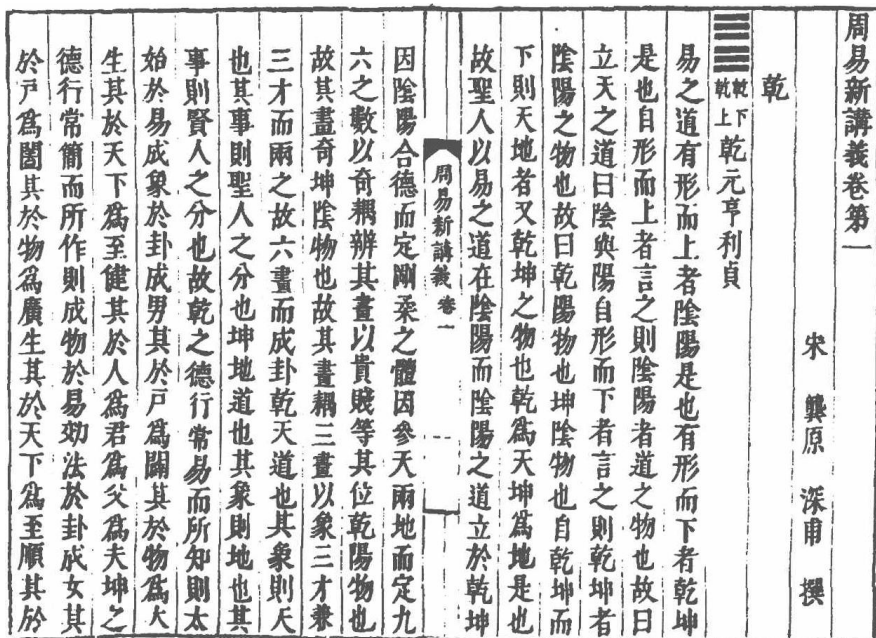 周易新講義卷第一
宋 龔原 深甫 撰
乾
乾下
乾上
乾元亨利貞
易之道有形而上者陰陽是也有形而下者乾坤
是也自形而上者言之則陰陽者道之物也故曰
立天之道曰陰與陽自形而下者言之則乾坤者
陰陽之物也故曰乾陽物也坤陰物也自乾坤而
下則天地者又乾坤之物也乾爲天坤爲地是也
故聖人以易之道在陰陽而陰陽之道立於乾坤
周易新講義 卷一
因陰陽合德而定剛柔之體因參天兩地而定九
六之數以奇耦辨其畫以貴賤等其位乾陽物也
故其畫奇坤陰物也故其畫耦三畫以象三才兼
三才而兩之故六畫而成卦乾天道也其象則天
也其事則聖人之分也坤地道也其象則地也其
事則賢人之分也故乾之德行常易而所知則太
始於易成象於卦成男其於戸爲闢其於物爲大
生其於天下爲至健其於人爲君爲父爲夫坤之
德行常簡而所作則成物於易効法於卦成女其
於戸爲闔其於物爲廣生其於天下爲至順其於